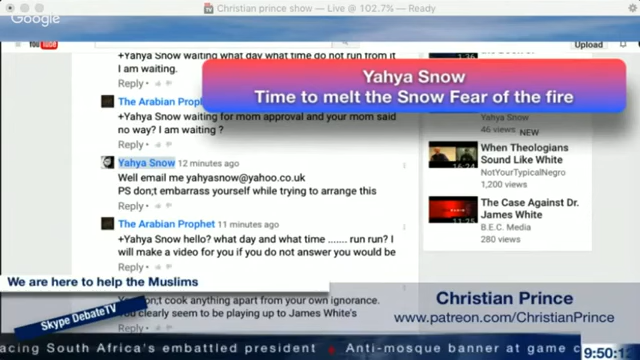 Christian prince show — Live @ 102.7% — Ready
Google
YouTube
Upload
+Yahya Snow waiting what day what time do not run from it
I am waiting.
Reply
Yahya Snow
Time to melt the Snow Fear of the fire
The Arabian Proph
+Yahya Snow waiting for mom approval and your mom said
no way? I am waiting ?
Reply
Yahya Snow 12 minutes ago
Well email me yahyasnow@yahoo.co.uk
PS don;t embarrass yourself while trying to arrange this
Reply
The Arabian Prophet 11 minutes ago
+Yahya Snow hello? what day and what time ....... run run? I
will make a video for you if you do not answer you would be
Reply
cook anything apart from your own ignorance.
clearly seem to be playing up to James White's
Reply
1:36
Yahya Snow
46 views NEW
When Theologians
Sound Like White
NotYourTypicalNegro
1,200 views
The Case Against Dr.
James White
B.E.C. Media
280 views
11:25
We are here to help the Muslims
Skype DebateTV
Christian Prince
www.patreon.com/ChristianPrince
acing South Africa's embattled president
Anti-mosque banner at game c
9:50:1